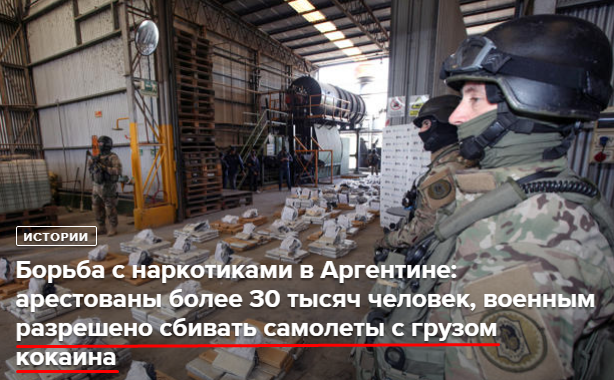 ИСТОРИИ
Борьба с наркотиками в Аргентине:
арестованы более 30 тысяч человек, военным
разрешено сбивать самолеты с грузом
кокаина